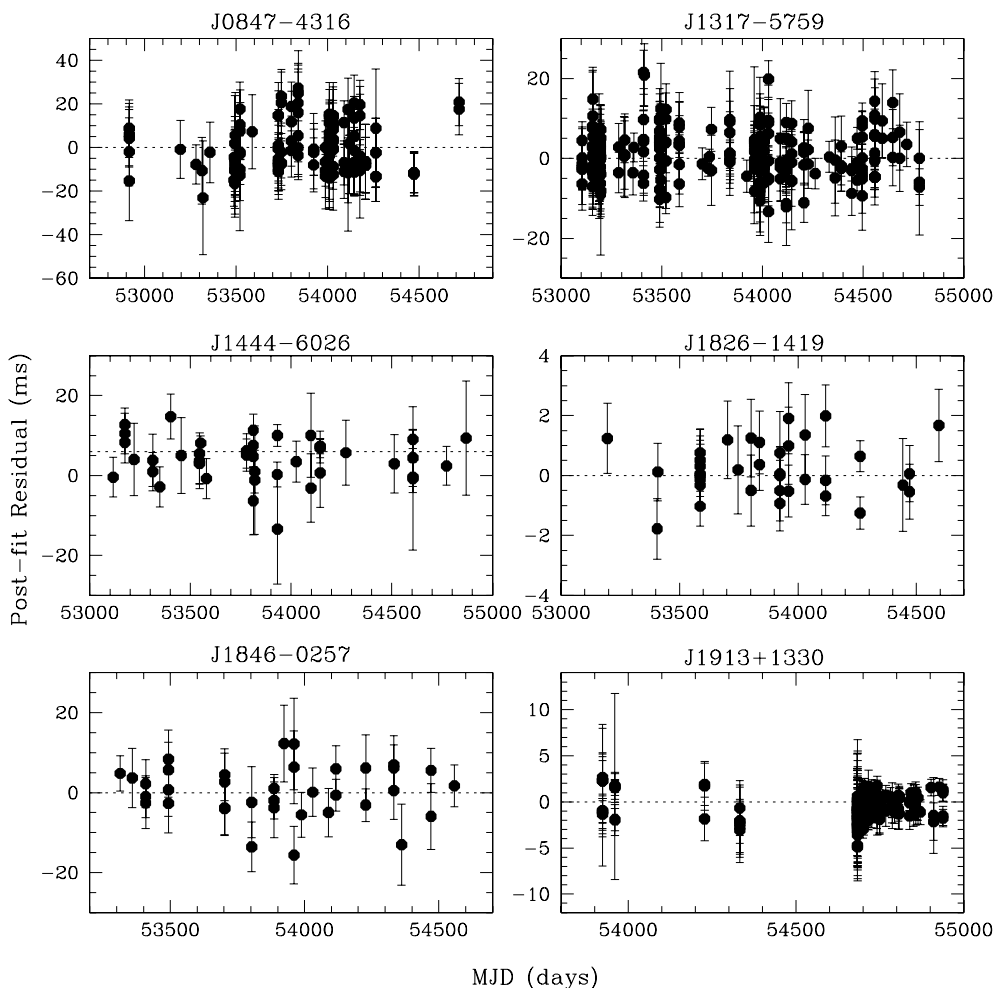 J0847−4316
J1317−5759
40
20
0
−20
−40
−60
53000 53500 54000 54500
20
0
−20
53000 53500 54000 54500 55000
J1444−6026
J1826−1419
20
0
−20
53000 53500 54000 54500 55000
4
2
0
−2
−4
53000 53500 54000 54500
Post−fit Residual (ms)
J1846−0257
J1913+1330
20
0
−20
53500 54000 54500
10
5
0
−5
−10
54000 54500 55000
MJD (days)